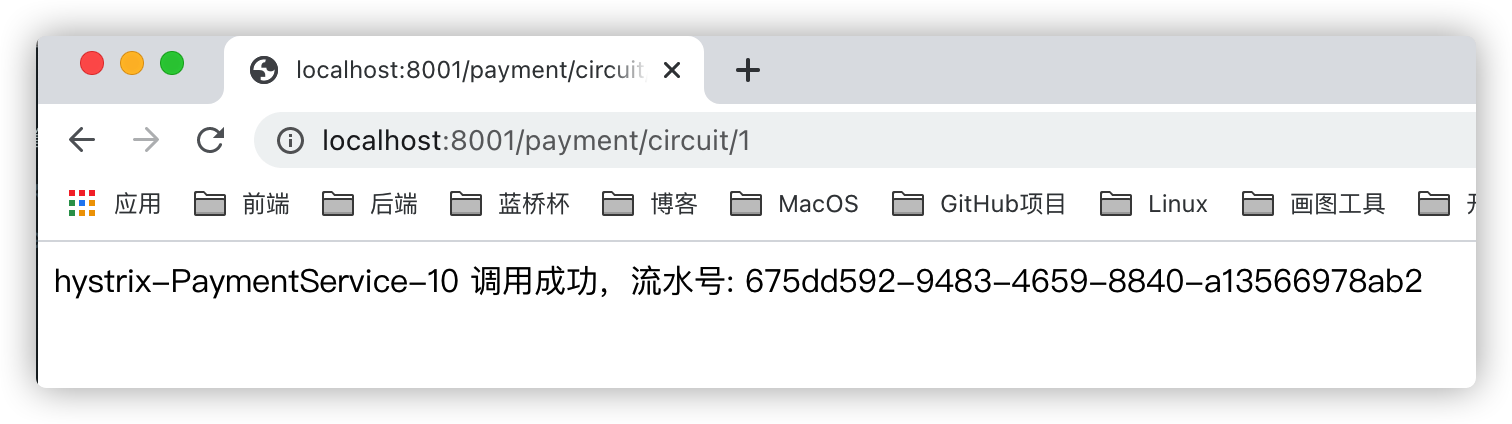 localhost:8001/payment/circuit/
localhost:8001/payment/circuit/1
应用 前端 后端 蓝桥杯 博客 MacOS GitHub项目 Linux 画图工具
hystrix-PaymentService-10 调用成功，流水号: 675dd592-9483-4659-8840-a13566978ab2